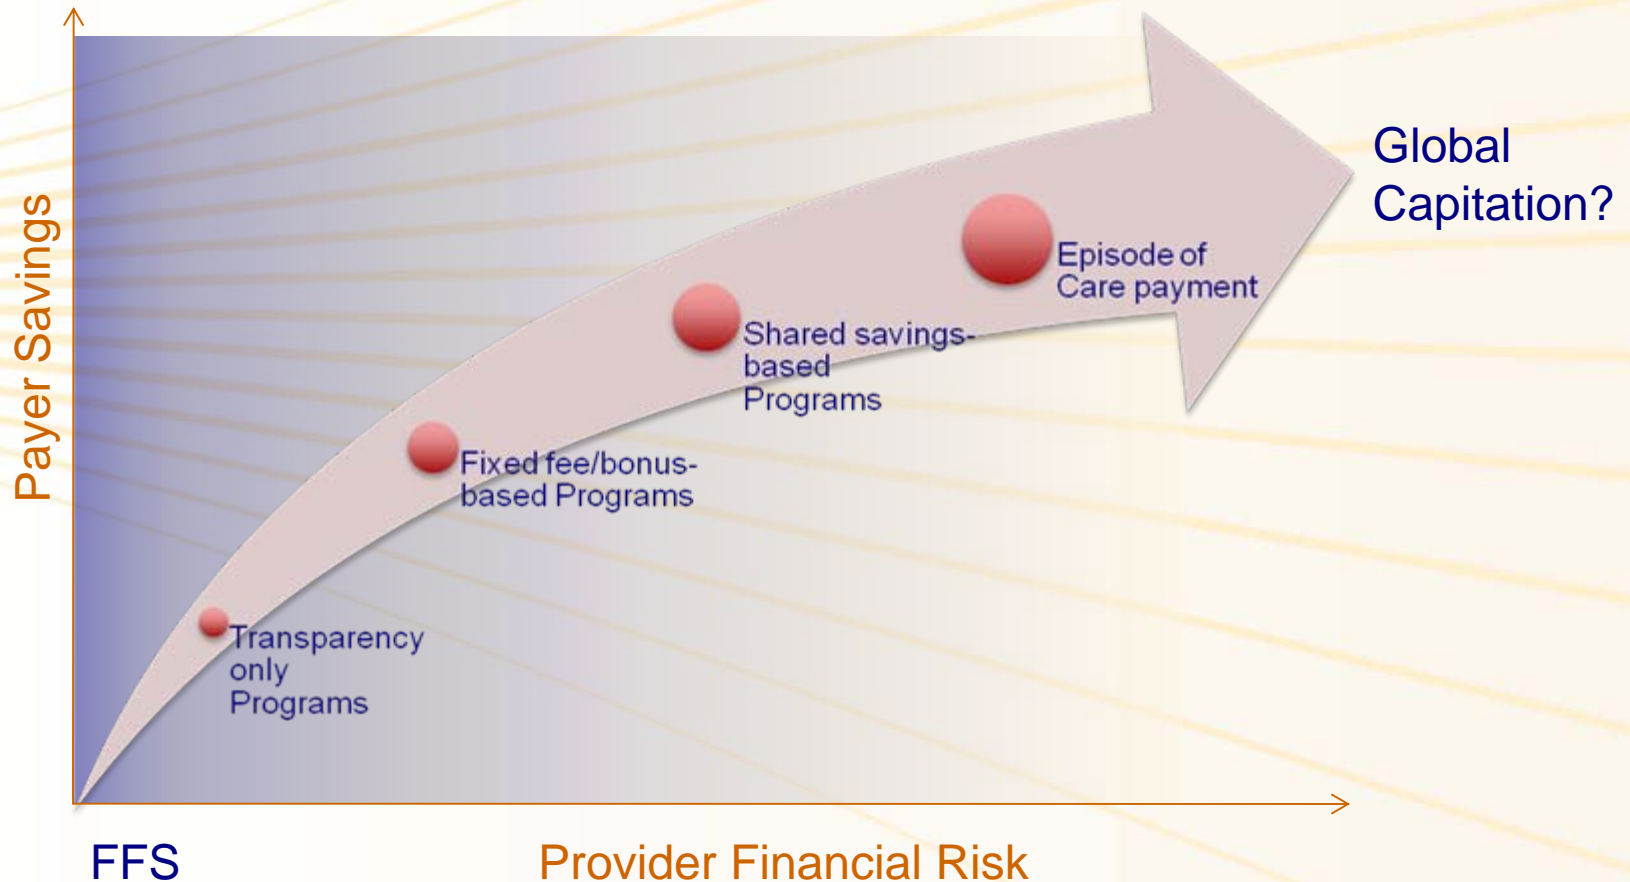 Global
Capitation?
Payer Savings
Episode of
Care payment
Shared savings-
based
Programs
Fixed fee/bonus-
based Programs
Transparency
only
Programs
FFS
Provider Financial Risk